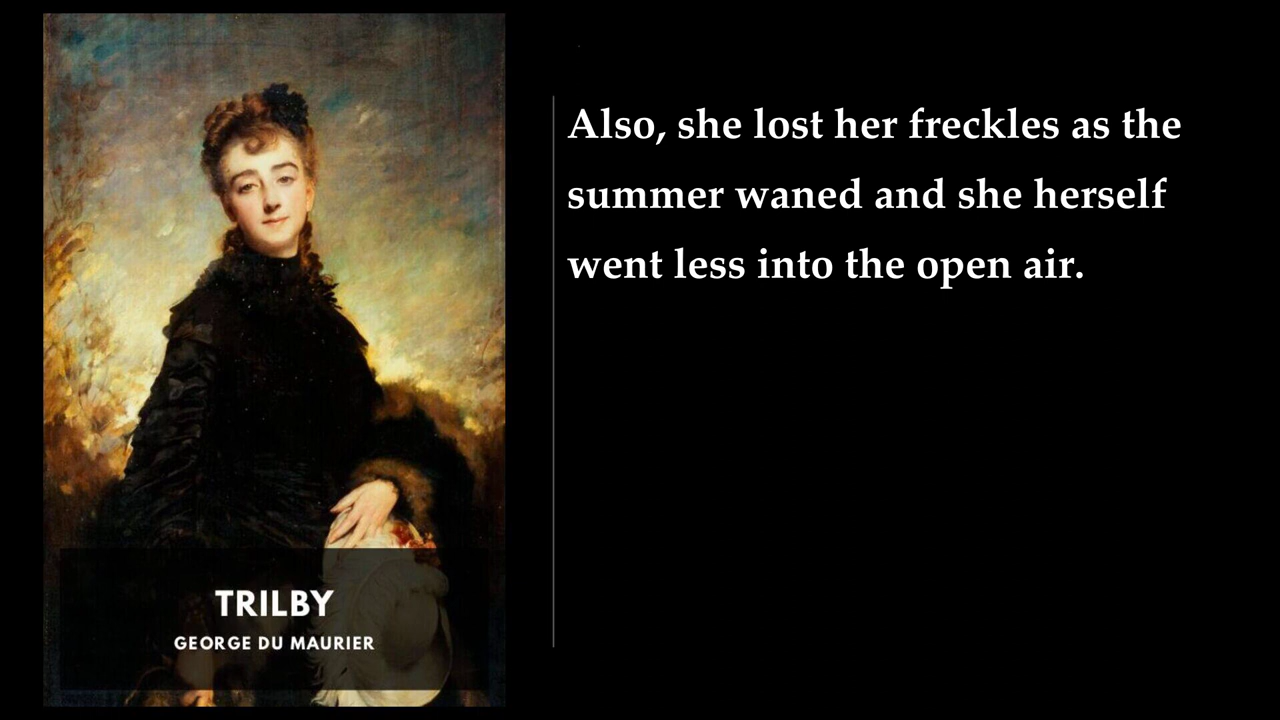 Also, she lost her freckles as the
summer waned and she herself
went less into the open air.
TRILBY
GEORGE DU MAURIER